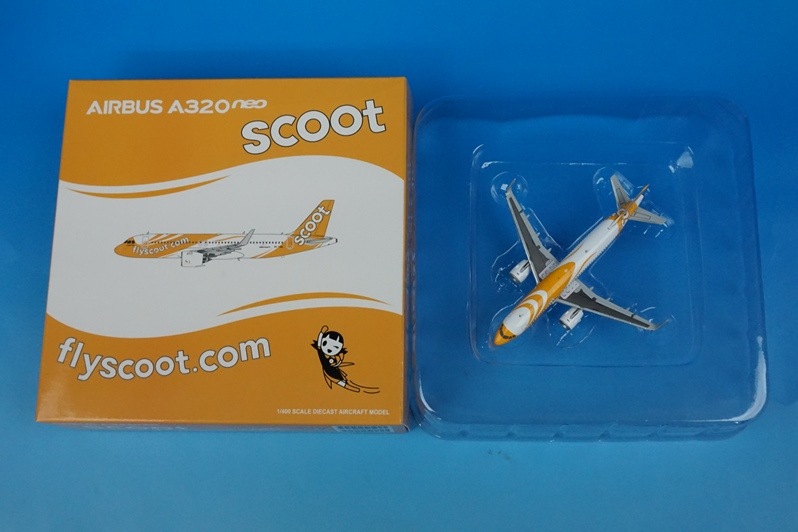 AIRBUS A320neo
scoot
scoot
flyscoot.com
flyscoot.com
1/400 SCALE DIECAST AIRCRAFT MODEL